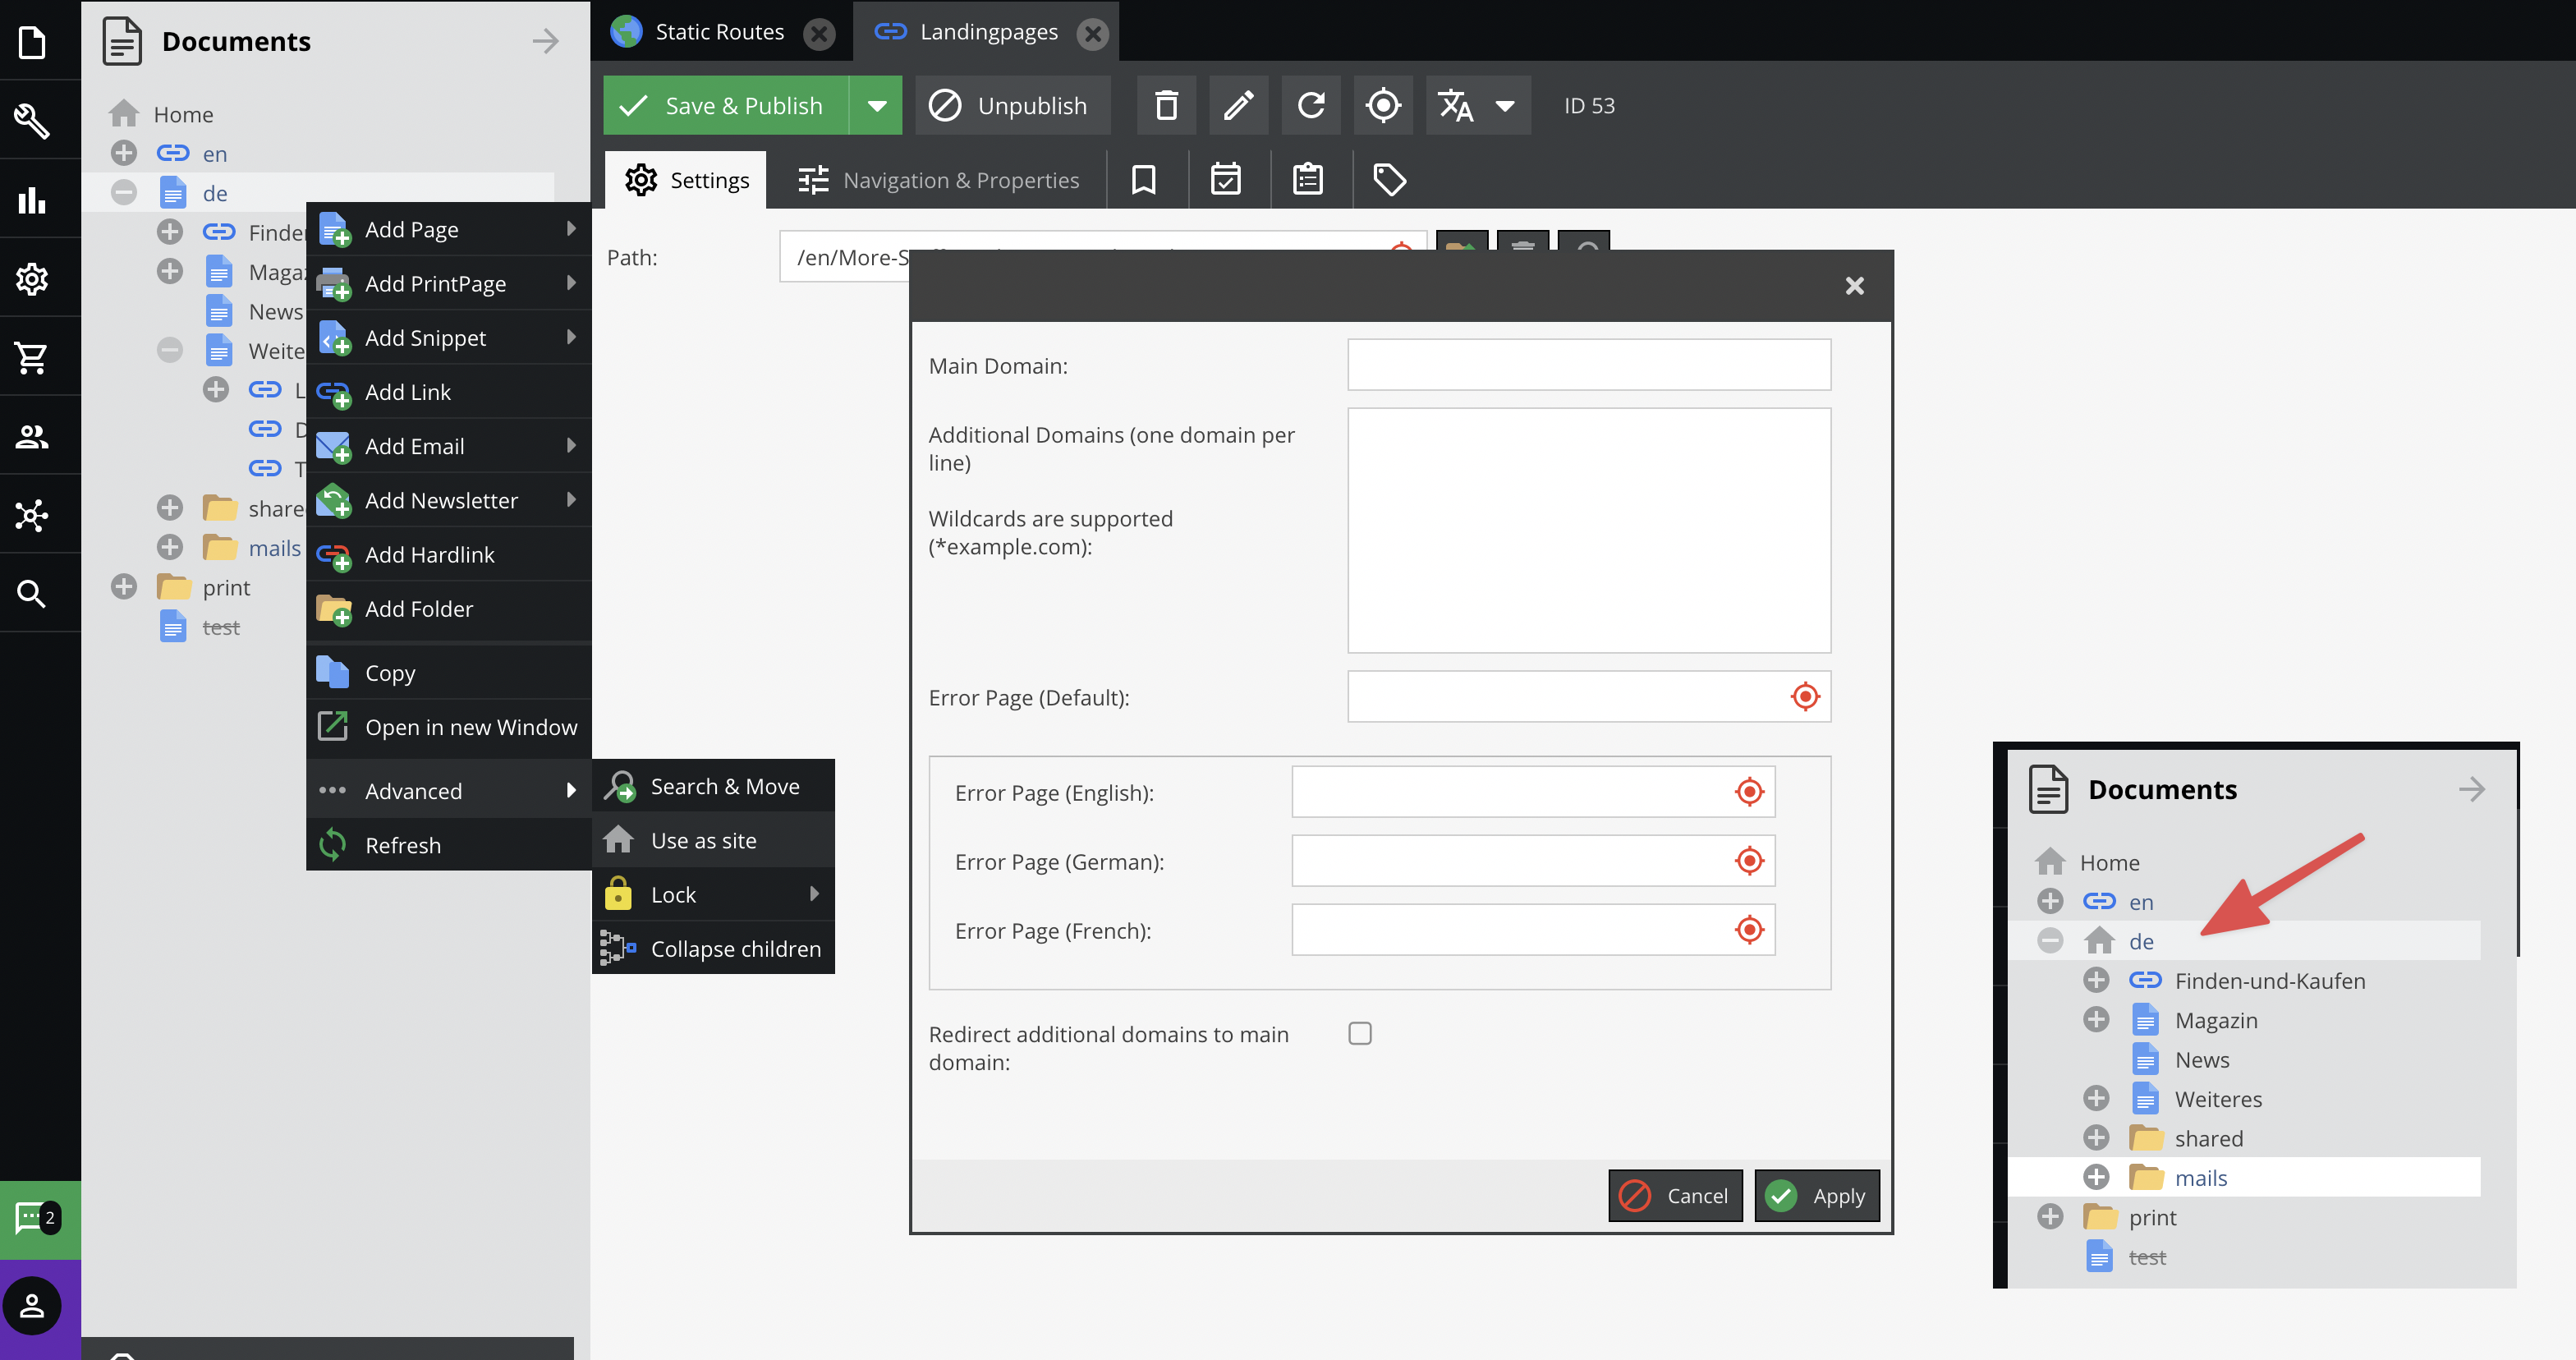 Documents
Home
en
de
Finde
Maga
News
Weite
L
D
T
share
mails
print
test
2
Add Page
Add PrintPage
Add Snippet
Add Link
Add Email
Add Newsletter
Add Hardlink
Add Folder
Copy
Open in new Window
Advanced
Refresh
Search & Move
Use as site
Lock
Collapse children
Static Routes
Landingpages
Save & Publish
Unpublish
ID 53
Settings
Navigation & Properties
Path:
/en/More-S
Main Domain:
Additional Domains (one domain per
line)
Wildcards are supported
(*example.com):
Error Page (Default):
Error Page (English):
Error Page (German):
Error Page (French):
Redirect additional domains to main
domain:
Cancel
Apply
Documents
Home
en
de
Finden-und-Kaufen
Magazin
News
Weiteres
shared
mails
print
test